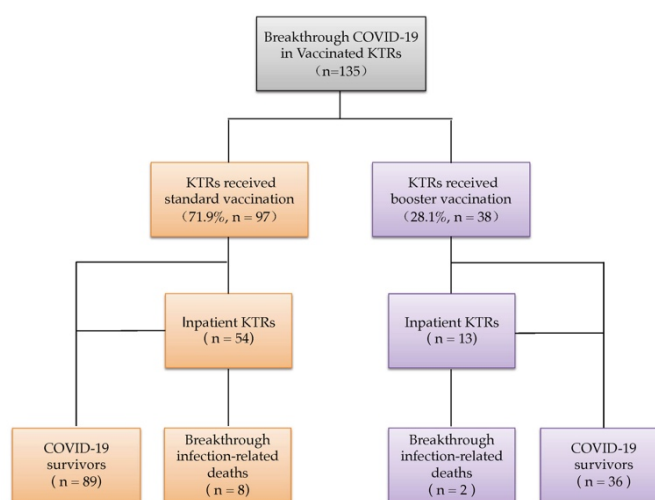 Breakthrough COVID-19
in Vaccinated KTRs
(n=135)
KTRs received
standard vaccination
(71.9%, n = 97)
KTRs received
booster vaccination
(28.1%, n = 38)
Inpatient KTRs
( n = 54)
Inpatient KTRs
( n = 13)
COVID-19
survivors
( n = 89)
Breakthrough
infection-related
deaths
( n = 8)
Breakthrough
infection-related
deaths
( n = 2 )
COVID-19
survivors
( n = 36)